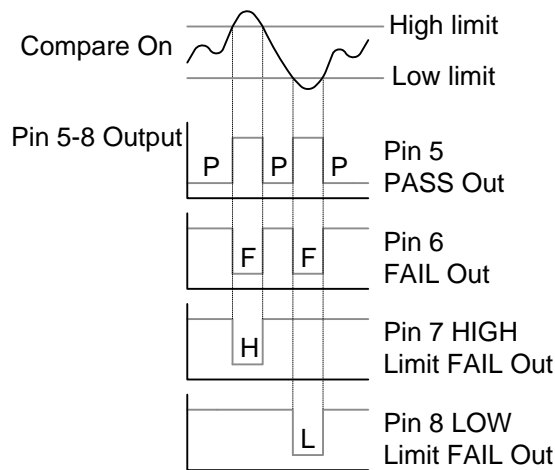 High limit
Compare On
Low limit
Pin 5-8 Output
P P P
Pin 5
PASS Out
F F
Pin 6
FAIL Out
H
Pin 7 HIGH
Limit FAIL Out
L
Pin 8 LOW
Limit FAIL Out